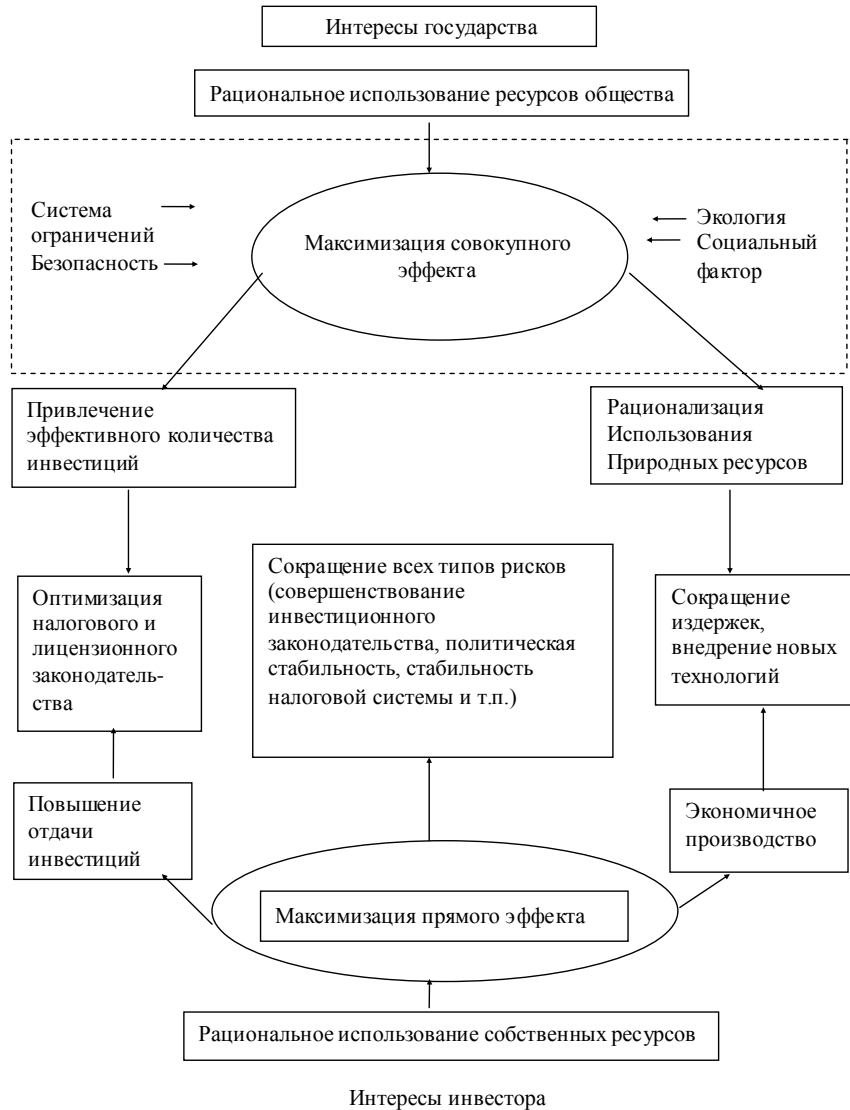 Интересы государства
Рациональное использование ресурсов общества
Система
ограничений
Безопасность
Максимизация совокупного
эффекта
Экология
Социальный
фактор
Привлечение
эффективного количества
инвестиций
Рационализация
Использования
Природных ресурсов
Оптимизация
налогового и
лицензионного
законодатель-
ства
Сокращение всех типов рисков
(совершенствование
инвестиционного
законодательства, политическая
стабильность, стабильность
налоговой системы и т.п.)
Сокращение
издержек,
внедрение новых
технологий
Повышение
отдачи
инвестиций
Экономичное
производство
Максимизация прямого эффекта
Рациональное использование собственных ресурсов
Интересы инвестора